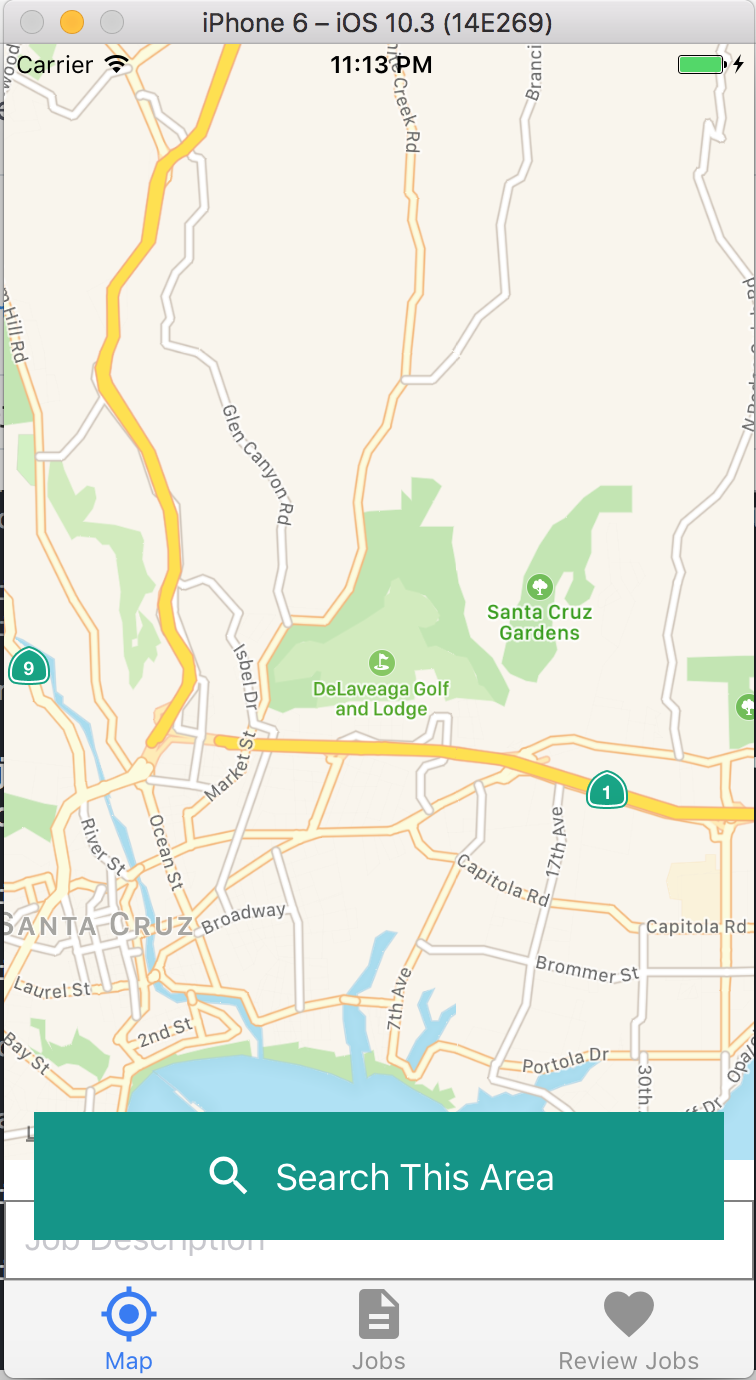 iPhone 6 – iOS 10.3 (14E269)
Carrier
11:13 PM
Glen Canyon Rd
Santa Cruz
Gardens
9
DeLaveaga Golf
and Lodge
Isbel Dr
Market St
1
River St
Ocean St
17th Ave
Capitola Rd
SANTA CRUZ
Broadway
Capitola Rd
Laurel St
7th Ave
Brommer St
2nd St
Bay St
Portola Dr
30th
Search This Area
Job Description
Map
Jobs
Review Jobs